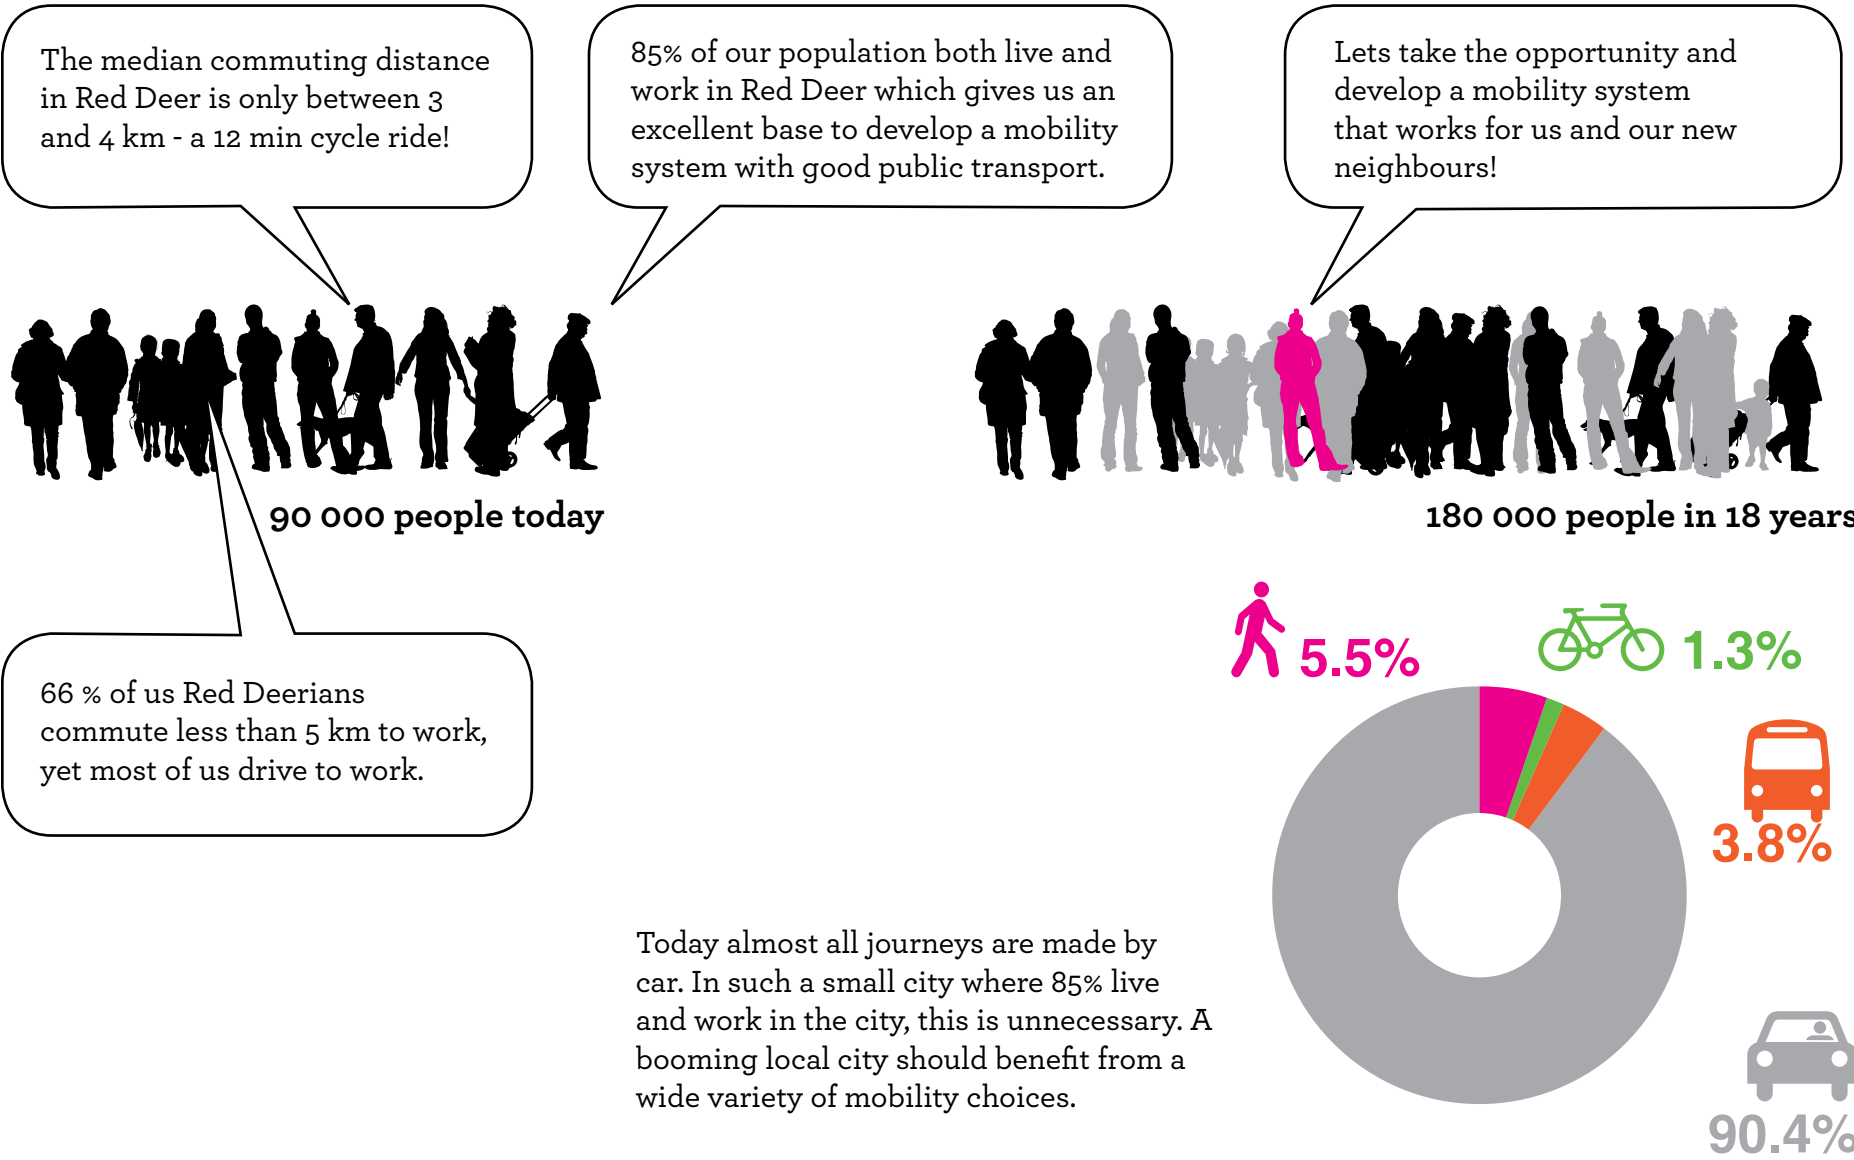 The median commuting distance
in Red Deer is only between 3
and 4 km - a 12 min cycle ride!
85% of our population both live and
work in Red Deer which gives us an
excellent base to develop a mobility
system with good public transport.
Lets take the opportunity and
develop a mobility system
that works for us and our new
neighbours!
90 000 people today
180 000 people in 18 years
66 % of us Red Deerians
commute less than 5 km to work,
yet most of us drive to work.
5.5%
1.3%
3.8%
90.4%
Today almost all journeys are made by
car. In such a small city where 85% live
and work in the city, this is unnecessary. A
booming local city should benefit from a
wide variety of mobility choices.